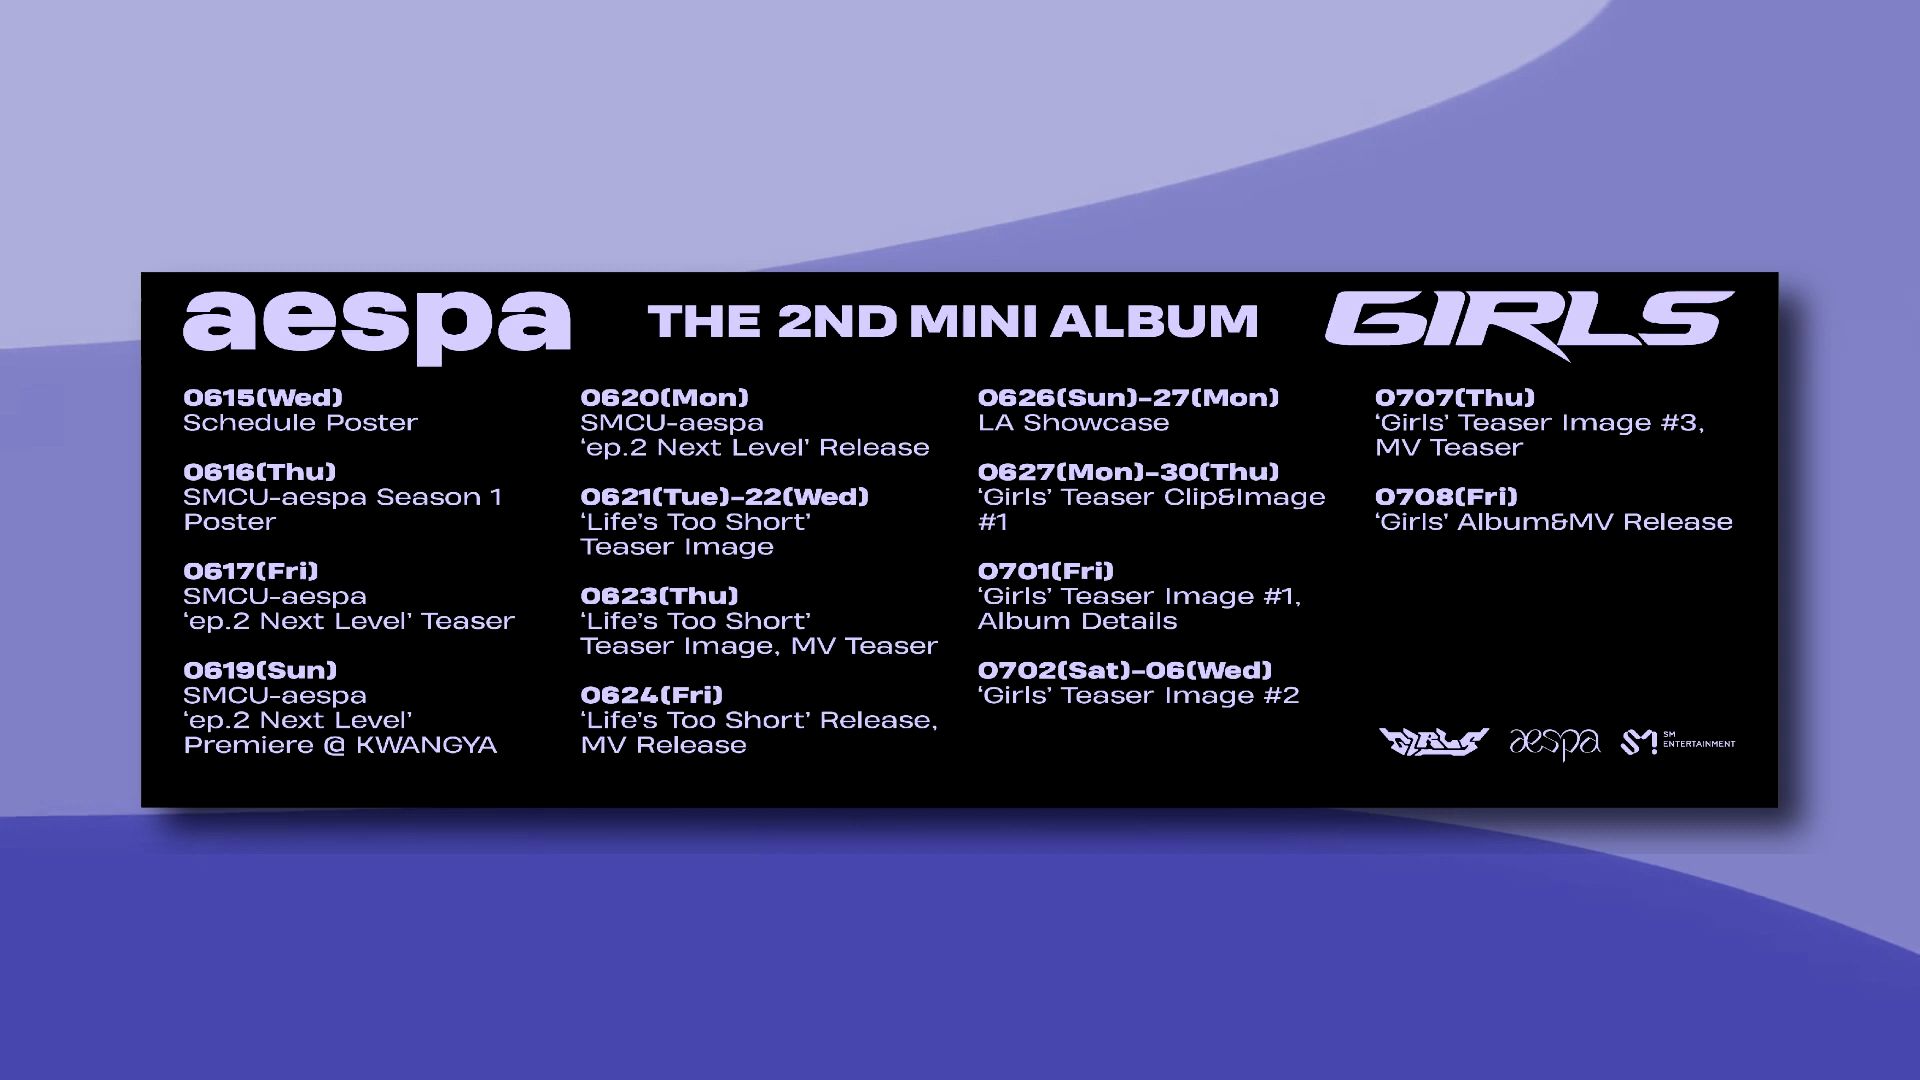 aespa
THE 2ND MINI ALBUM
GIRLS
0615(Wed)
Schedule Poster
0616(Thu)
SMCU-aespa Season 1
Poster
0617(Fri)
SMCU-aespa
‘ep.2 Next Level’ Teaser
0619(Sun)
SMCU-aespa
‘ep.2 Next Level’
Premiere @ KWANGYA
0620(Mon)
SMCU-aespa
‘ep.2 Next Level’ Release
0621(Tue)-22(Wed)
‘Life’s Too Short’
Teaser Image
0623(Thu)
‘Life’s Too Short’
Teaser Image, MV Teaser
0624(Fri)
‘Life’s Too Short’ Release,
MV Release
0626(Sun)-27(Mon)
LA Showcase
0627(Mon)-30(Thu)
‘Girls’ Teaser Clip&Image
#1
0701(Fri)
‘Girls’ Teaser Image #1,
Album Details
0702(Sat)-06(Wed)
‘Girls’ Teaser Image #2
0707(Thu)
‘Girls’ Teaser Image #3,
MV Teaser
0708(Fri)
‘Girls’ Album&MV Release
GIRLS
aespa
SM
SM
ENTERTAINMENT